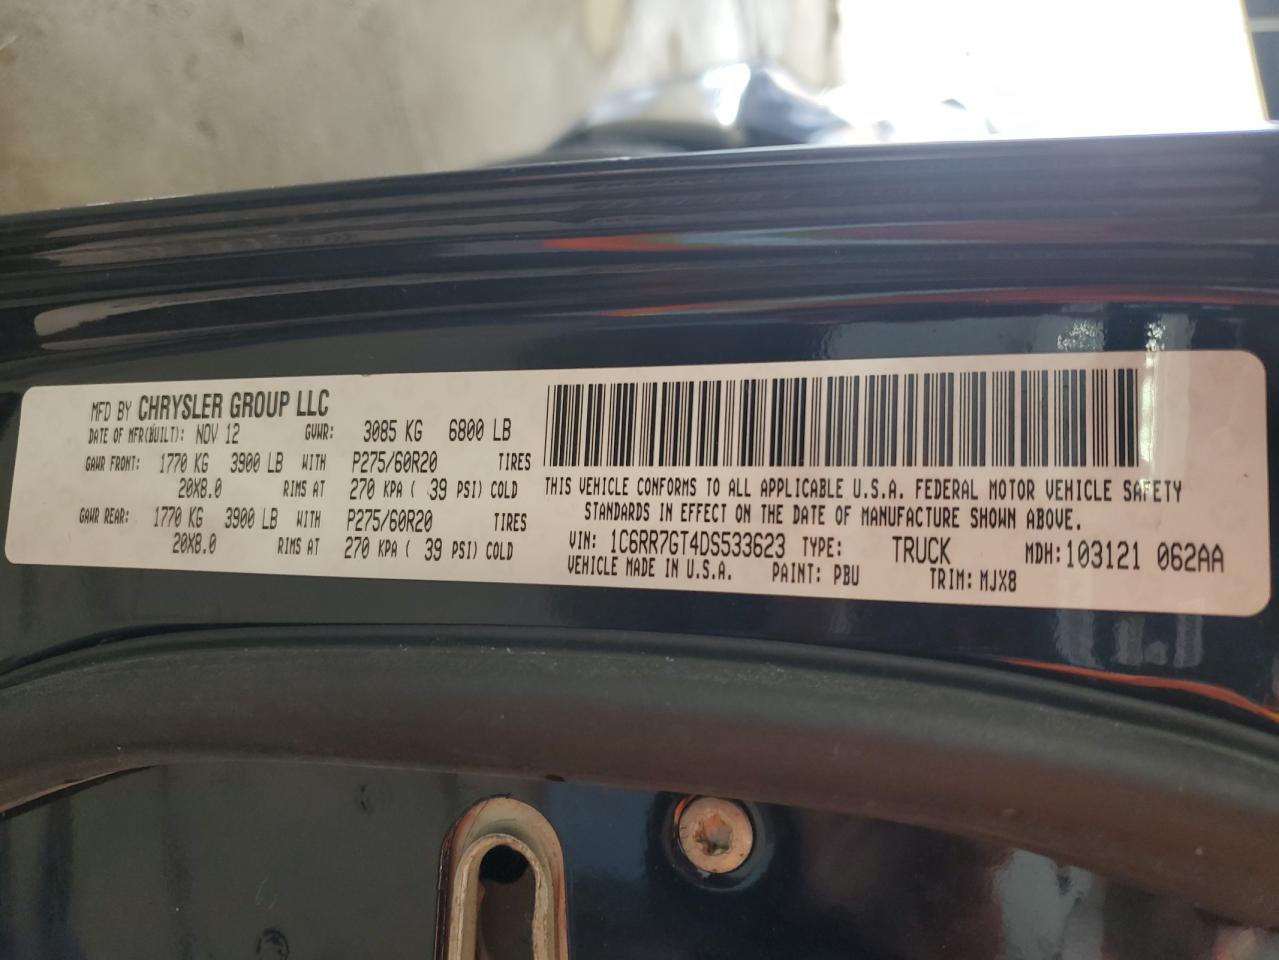 MFD BY CHRYSLER GROUP LLC
DATE OF MFR(BUILT): NOV 12 GVWR: 3085 KG 6800 LB
GAWR FRONT: 1770 KG 3900 LB WITH P275/60R20 TIRES
20X8.0 RIMS AT 270 KPA ( 39 PSI) COLD
GAWR REAR: 1770 KG 3900 LB WITH P275/60R20 TIRES
20X8.0 RIMS AT 270 KPA ( 39 PSI) COLD
THIS VEHICLE CONFORMS TO ALL APPLICABLE U.S.A. FEDERAL MOTOR VEHICLE SAFETY
STANDARDS IN EFFECT ON THE DATE OF MANUFACTURE SHOWN ABOVE.
VIN: 1C6RR7GT4DS533623 TYPE: TRUCK MDH: 103121 062AA
VEHICLE MADE IN U.S.A. PAINT: PBU TRIM: MJX8